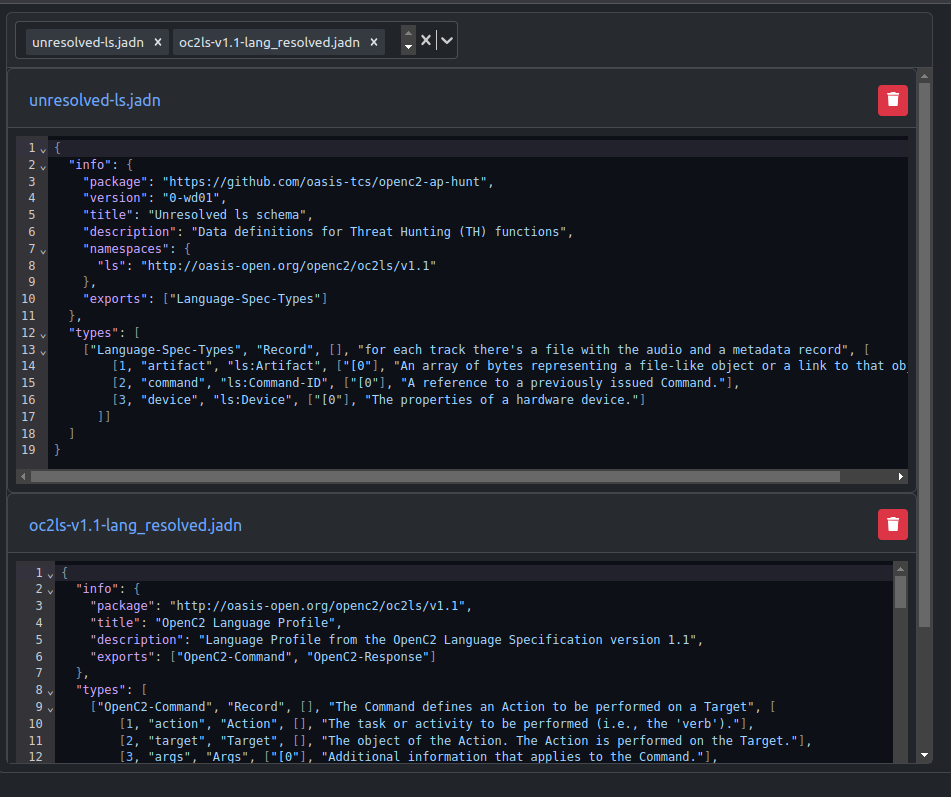 unresolved-ls.jadn × oc2ls-v1.1-lang_resolved.jadn ×
unresolved-ls.jadn
1 {
2 "info": {
3 "package": "https://github.com/oasis-tcs/openc2-ap-hunt",
4 "version": "0-wd01",
5 "title": "Unresolved ls schema",
6 "description": "Data definitions for Threat Hunting (TH) functions",
7 "namespaces": {
8 "ls": "http://oasis-open.org/openc2/oc2ls/v1.1"
9 },
10 "exports": ["Language-Spec-Types"]
11 },
12 "types": [
13 ["Language-Spec-Types", "Record", [], "for each track there's a file with the audio and a metadata record", [
14 [1, "artifact", "ls:Artifact", ["[0"], "An array of bytes representing a file-like object or a link to that ob
15 [2, "command", "ls:Command-ID", ["[0"], "A reference to a previously issued Command."],
16 [3, "device", "ls:Device", ["[0"], "The properties of a hardware device."]
17 ]]
18 ]
19 }
oc2ls-v1.1-lang_resolved.jadn
1 {
2 "info": {
3 "package": "http://oasis-open.org/openc2/oc2ls/v1.1",
4 "title": "OpenC2 Language Profile",
5 "description": "Language Profile from the OpenC2 Language Specification version 1.1",
6 "exports": ["OpenC2-Command", "OpenC2-Response"]
7 },
8 "types": [
9 ["OpenC2-Command", "Record", [], "The Command defines an Action to be performed on a Target", [
10 [1, "action", "Action", [], "The task or activity to be performed (i.e., the 'verb')."],
11 [2, "target", "Target", [], "The object of the Action. The Action is performed on the Target."],
12 [3, "args", "Args", ["[0"], "Additional information that applies to the Command."],